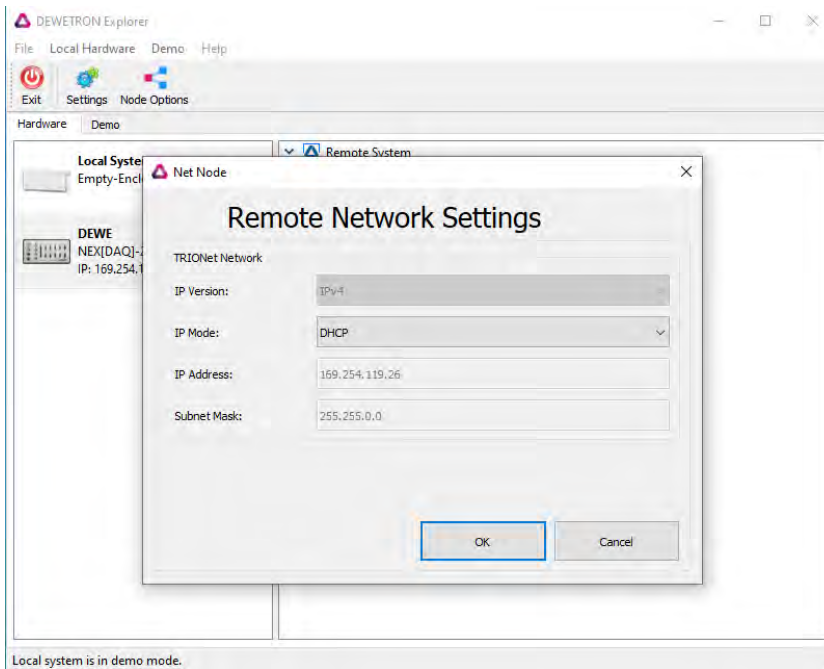 DEWETRON Explorer
File Local Hardware Demo Help
Exit Settings Node Options
Hardware Demo
Local Syste
Empty-Encl
Remote System
DEWE
NEX[DAQ]-
IP: 169.254.1
Net Node
Remote Network Settings
TRIONet Network
IP Version: IPv4
IP Mode: DHCP
IP Address: 169.254.119.26
Subnet Mask: 255.255.0.0
OK Cancel
Local system is in demo mode.